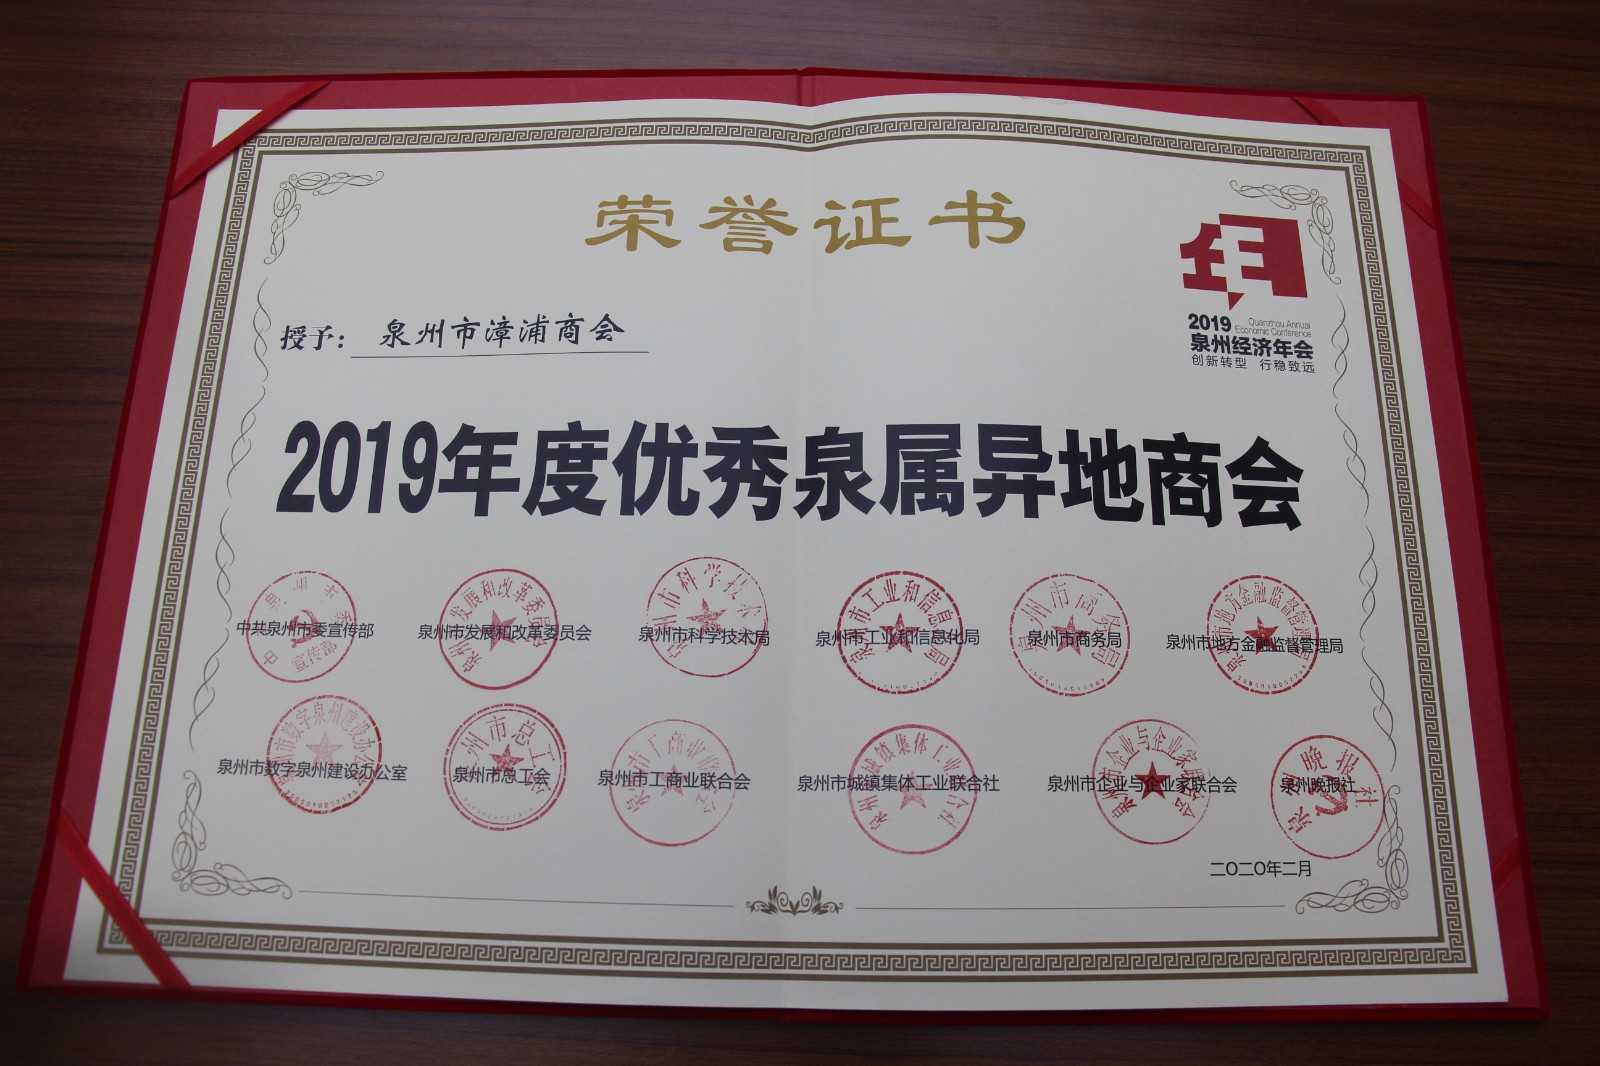 荣誉证书
授予: 泉州市漳浦商会
年
2019 Quanzhou Annual
Economic Conference
泉州经济年会
创新转型 行稳致远
2019年度优秀泉属异地商会
中共泉州市委宣传部 泉州市发展和改革委员会 泉州市科学技术局 泉州市工业和信息化局 泉州市商务局 泉州市地方金融监督管理局
泉州市数字泉州建设办公室 泉州市总工会 泉州市工商业联合会 泉州市城镇集体工业联合社 泉州市企业与企业家联合会 泉州晚报社
二〇二〇年二月